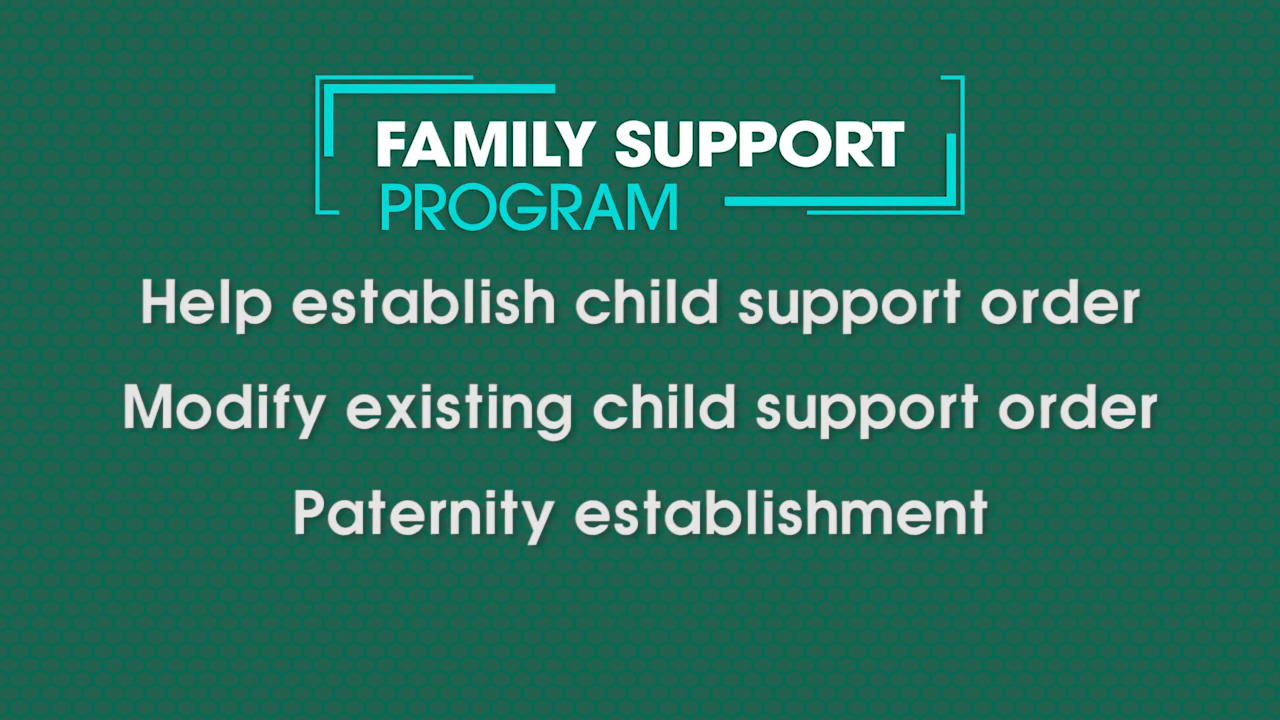 FAMILY SUPPORT
PROGRAM
Help establish child support order
Modify existing child support order
Paternity establishment